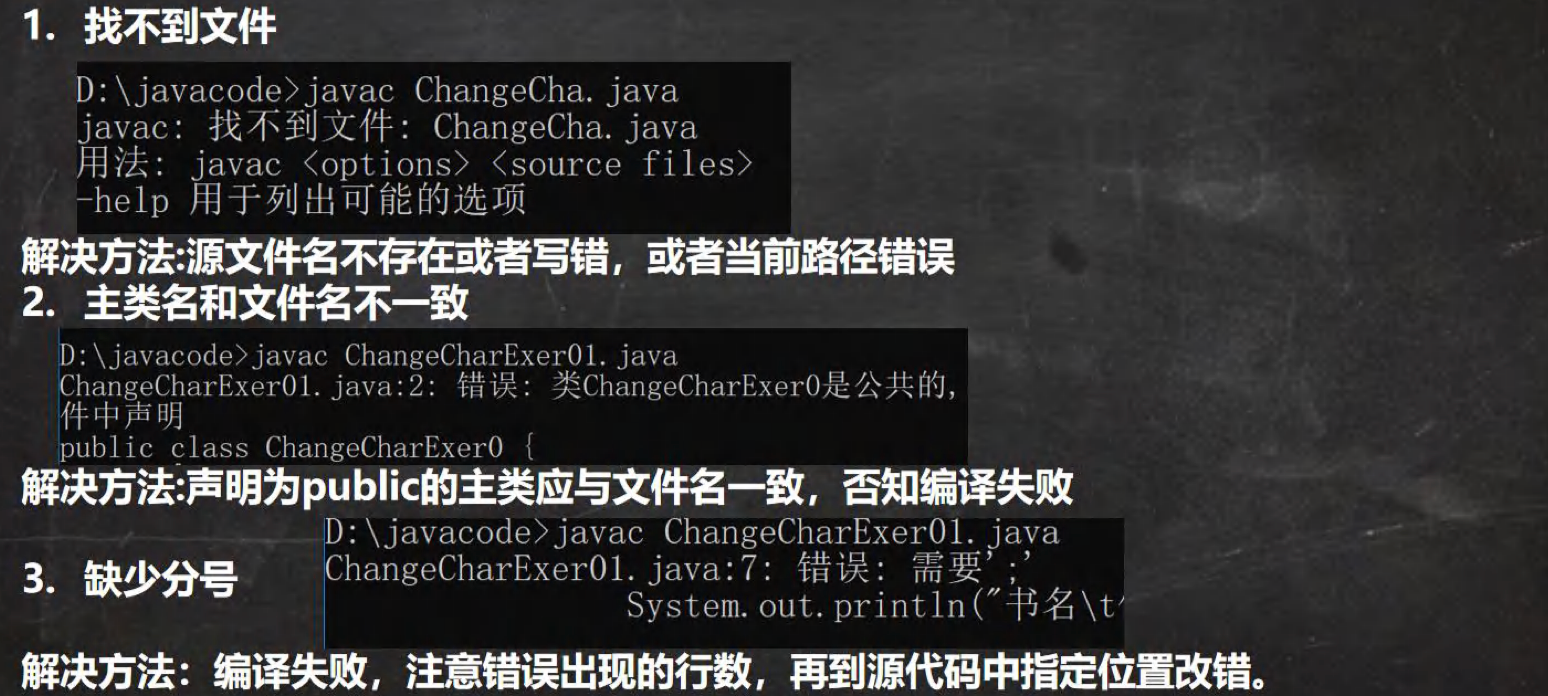 1. 找不到文件
D:\javacode>javac ChangeCha.java
javac: 找不到文件: ChangeCha.java
用法: javac <options> <source files>
-help 用于列出可能的选项
解决方法:源文件名不存在或者写错，或者当前路径错误
2. 主类名和文件名不一致
D:\javacode>javac ChangeCharExer01.java
ChangeCharExer01.java:2: 错误: 类ChangeCharExer0是公共的,
件中声明
public class ChangeCharExer0 {
解决方法:声明为public的主类应与文件名一致，否知编译失败
3. 缺少分号
D:\javacode>javac ChangeCharExer01.java
ChangeCharExer01.java:7: 错误: 需要';'
System.out.println("书名\t
解决方法：编译失败，注意错误出现的行数，再到源代码中指定位置改错。